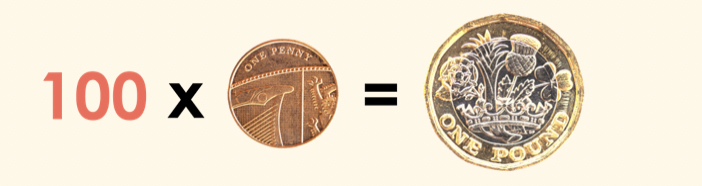 100 x ONE PENNY = ONE POUND